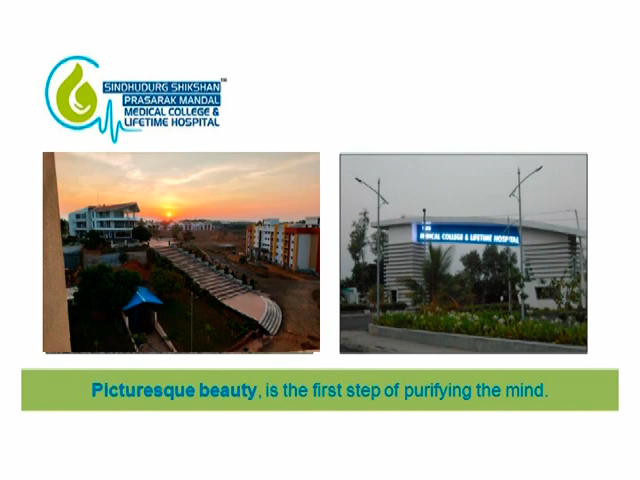 SINDHUDURG SHIKSHAN™
PRASARAK MANDAL
MEDICAL COLLEGE &
LIFETIME HOSPITAL
MEDICAL COLLEGE & LIFETIME HOSPITAL
Picturesque beauty, is the first step of purifying the mind.